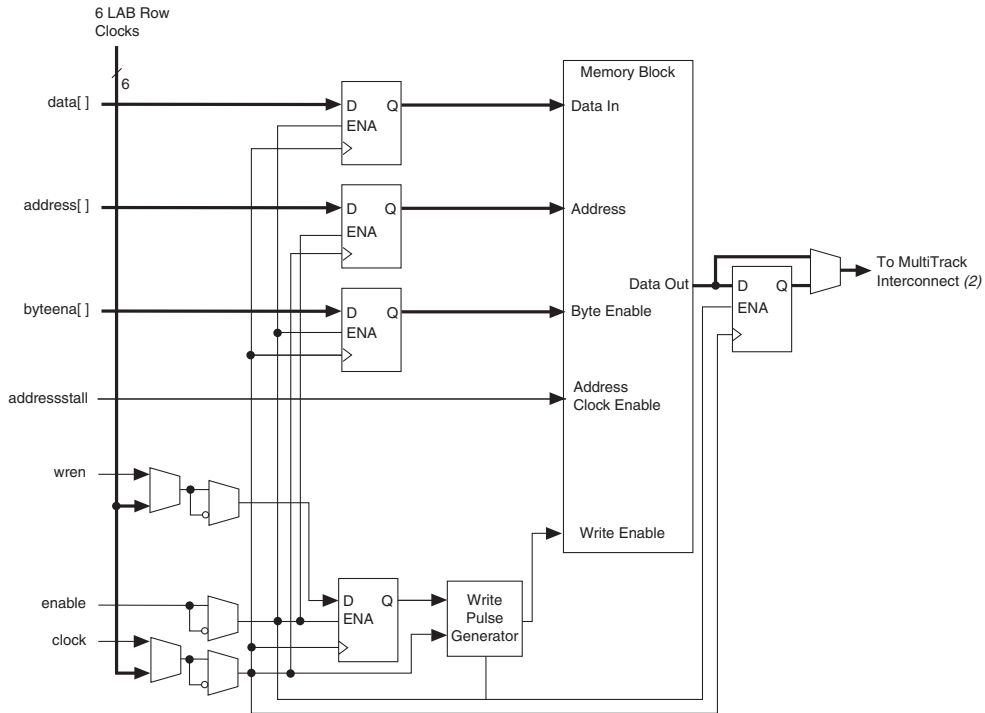 6 LAB Row
Clocks
6
data[ ]
D Q
ENA
Memory Block
Data In
address[ ]
D Q
ENA
Address
byteena[ ]
D Q
ENA
Data Out
Byte Enable
D Q
ENA
To MultiTrack
Interconnect (2)
addressstall
Address
Clock Enable
wren
Write Enable
enable
clock
D Q
ENA
Write
Pulse
Generator